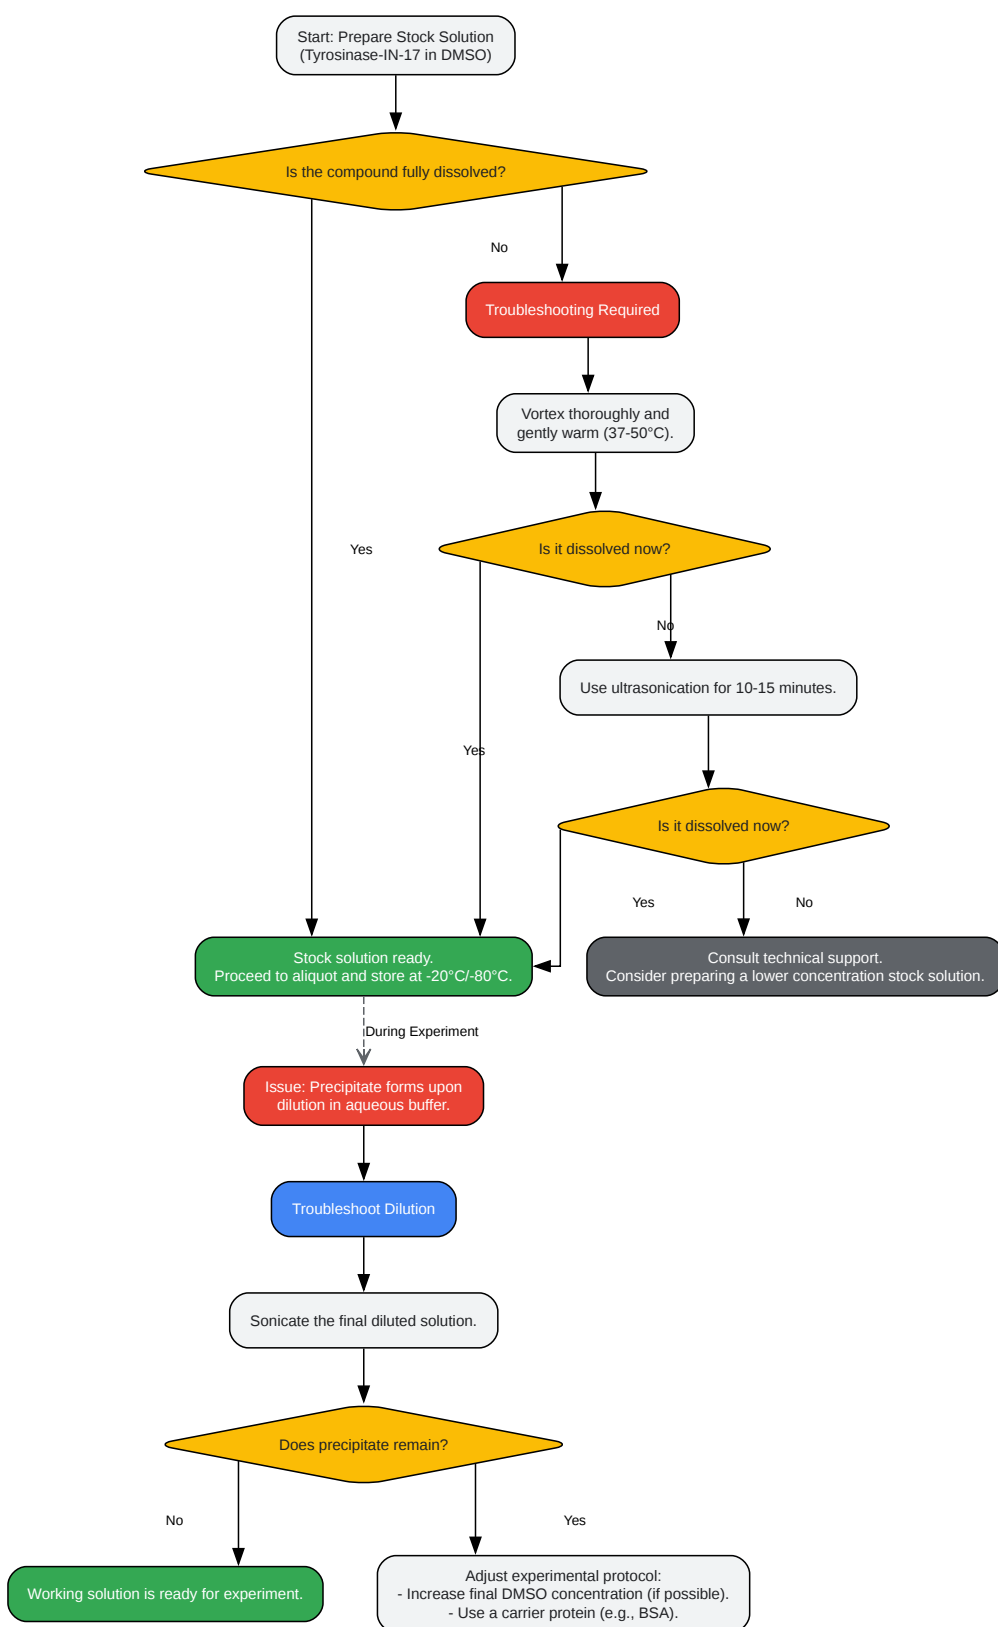 Start: Prepare Stock Solution
(Tyrosinase-IN-17 in DMSO)
Is the compound fully dissolved?
No
Troubleshooting Required
Vortex thoroughly and
gently warm (37-50°C).
Yes
Is it dissolved now?
No
Use ultrasonication for 10-15 minutes.
Yes
Is it dissolved now?
Yes
No
Stock solution ready.
Proceed to aliquot and store at -20°C/-80°C.
Consult technical support.
Consider preparing a lower concentration stock solution.
During Experiment
Issue: Precipitate forms upon
dilution in aqueous buffer.
Troubleshoot Dilution
Sonicate the final diluted solution.
Does precipitate remain?
No
Yes
Working solution is ready for experiment.
Adjust experimental protocol:
- Increase final DMSO concentration (if possible).
- Use a carrier protein (e.g., BSA).